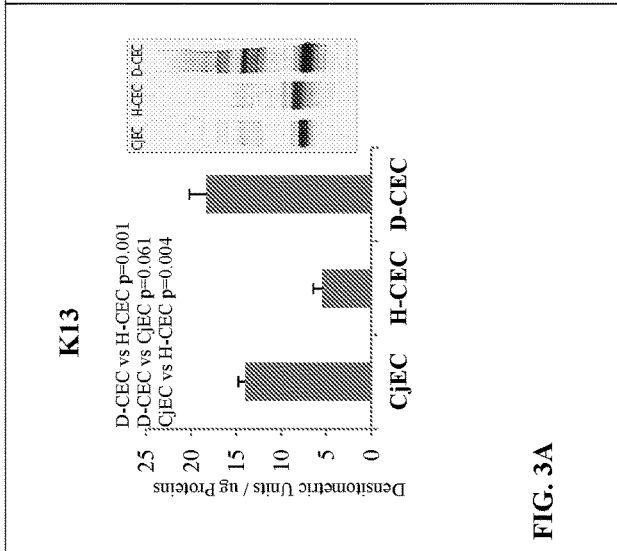 K13
D-CEC vs H-CEC p=0.001
D-CEC vs CjEC p=0.061
CjEC vs H-CEC p=0.004
CjEC H-CEC D-CEC
Densitometric Units / ug Proteins
25
20
15
10
5
0
CjEC H-CEC D-CEC
FIG. 3A